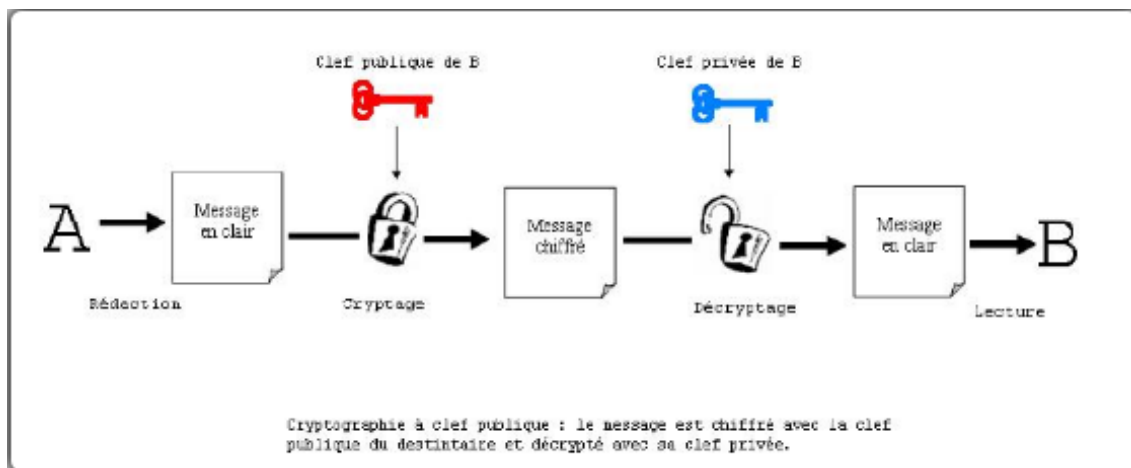 Clef publique de B
Clef privée de B
A
Message
en clair
Message
chiffré
Message
en clair
B
Rédaction
Cryptage
Décryptage
Lecture
Cryptographie à clef publique : le message est chiffré avec la clef
publique du destintaire et décrypté avec sa clef privée.